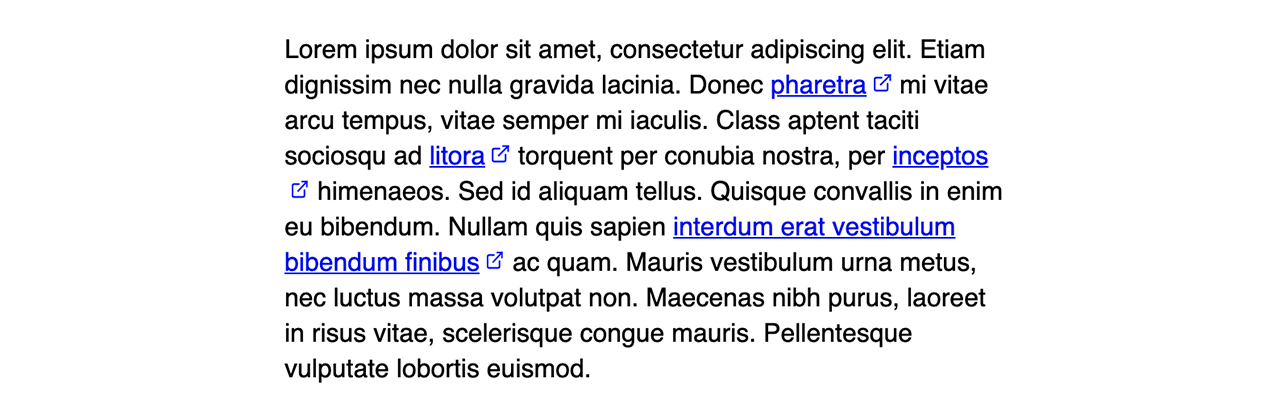 Lorem ipsum dolor sit amet, consectetur adipiscing elit. Etiam
dignissim nec nulla gravida lacinia. Donec pharetra mi vitae
arcu tempus, vitae semper mi iaculis. Class aptent taciti
sociosqu ad litora torquent per conubia nostra, per inceptos
himenaeos. Sed id aliquam tellus. Quisque convallis in enim
eu bibendum. Nullam quis sapien interdum erat vestibulum
bibendum finibus ac quam. Mauris vestibulum urna metus,
nec luctus massa volutpat non. Maecenas nibh purus, laoreet
in risus vitae, scelerisque congue mauris. Pellentesque
vulputate lobortis euismod.